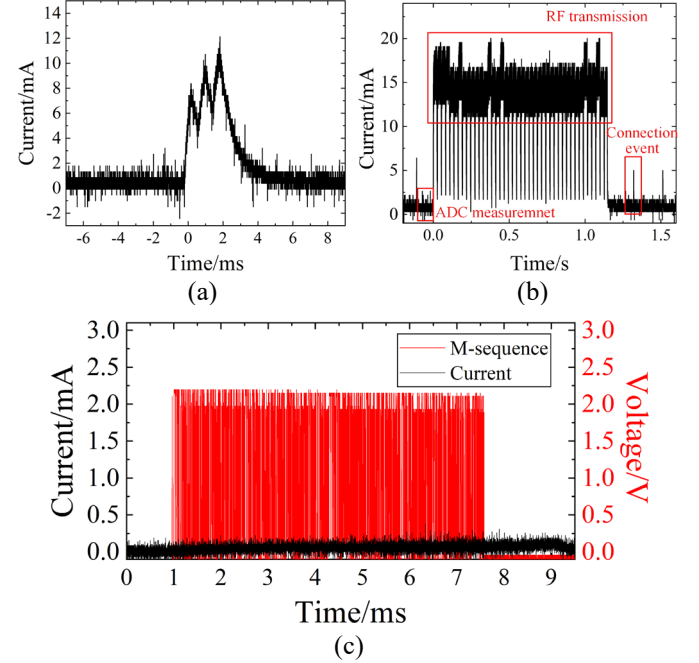 14
12
10
8
6
4
2
0
-2
Current/mA
-6 -4 -2 0 2 4 6 8
Time/ms
(a)
RF transmission
20
15
10
5
0
Current/mA
Connection
event
ADC measuremnet
0.0 0.5 1.0 1.5
Time/s
(b)
3.0 3.0
2.5 2.5
2.0 2.0
1.5 1.5
1.0 1.0
0.5 0.5
0.0 0.0
M-sequence
Current
Current/mA
Voltage/V
0 1 2 3 4 5 6 7 8 9
Time/ms
(c)